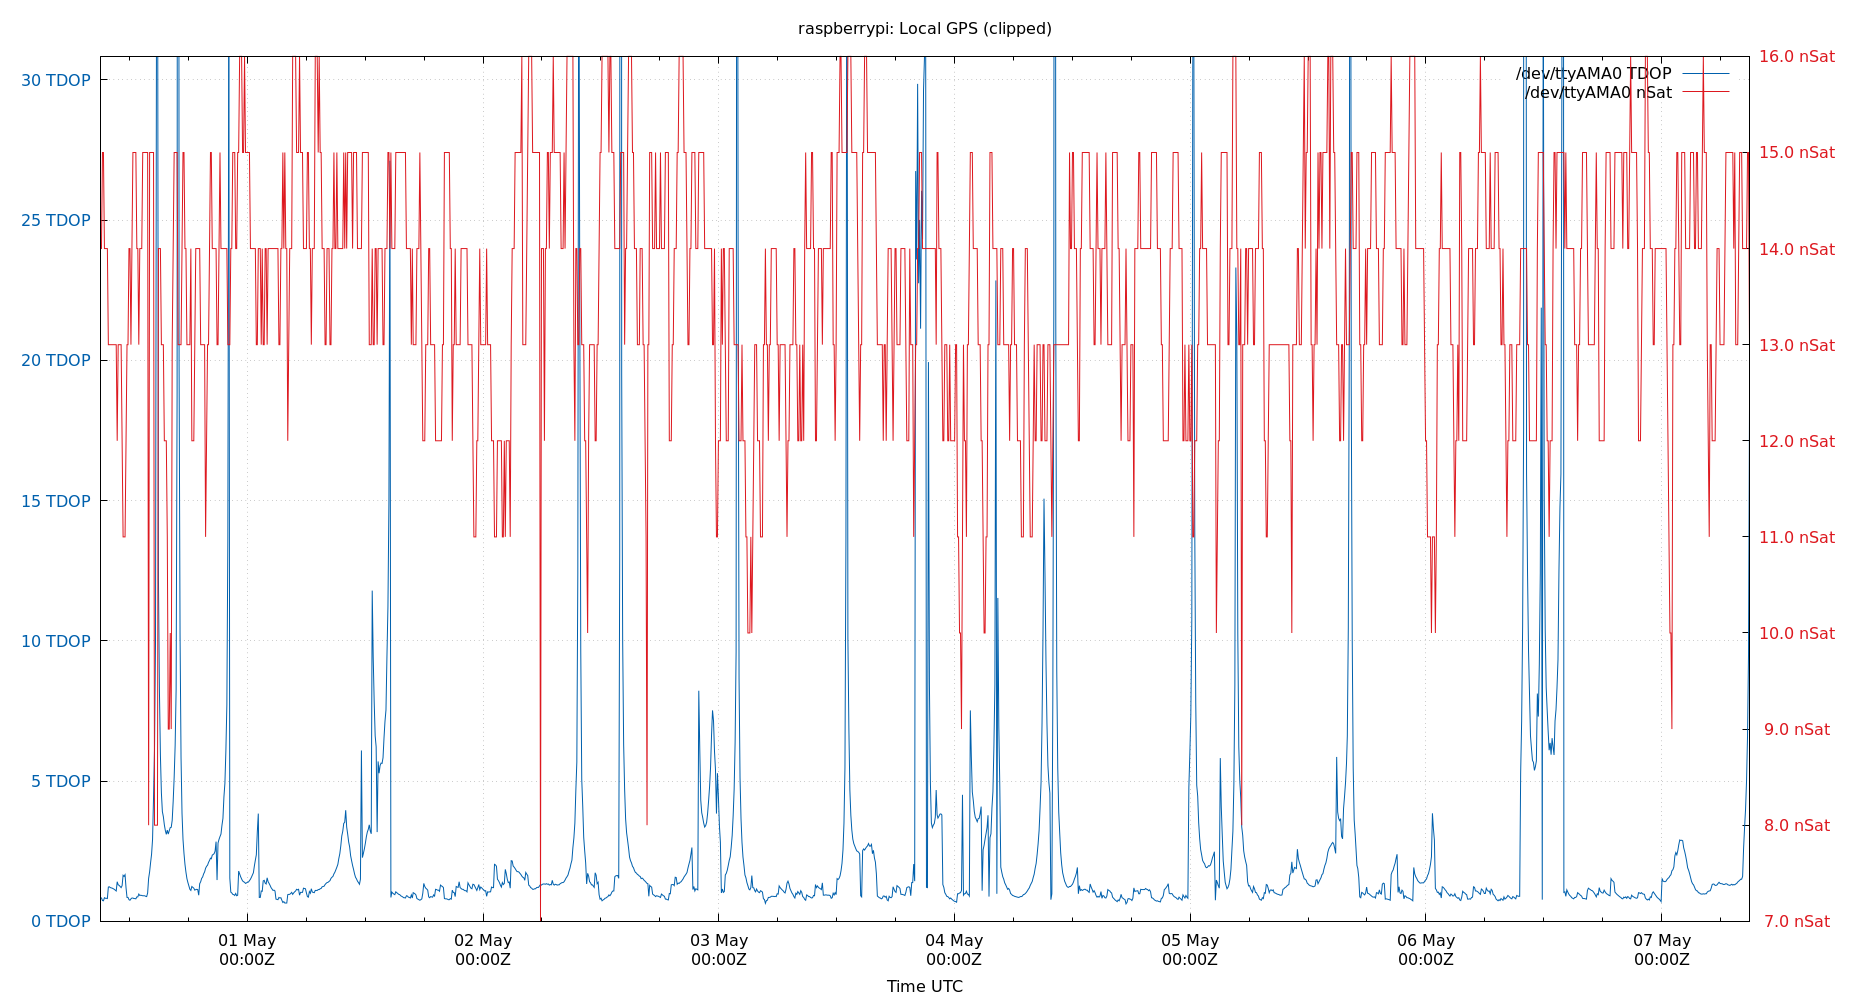 raspberrypi: Local GPS (clipped)
/dev/ttyAMA0 TDOP
/dev/ttyAMA0 nSat
30 TDOP
25 TDOP
20 TDOP
15 TDOP
10 TDOP
5 TDOP
0 TDOP
16.0 nSat
15.0 nSat
14.0 nSat
13.0 nSat
12.0 nSat
11.0 nSat
10.0 nSat
9.0 nSat
8.0 nSat
7.0 nSat
01 May
00:00Z
02 May
00:00Z
03 May
00:00Z
04 May
00:00Z
05 May
00:00Z
06 May
00:00Z
07 May
00:00Z
Time UTC